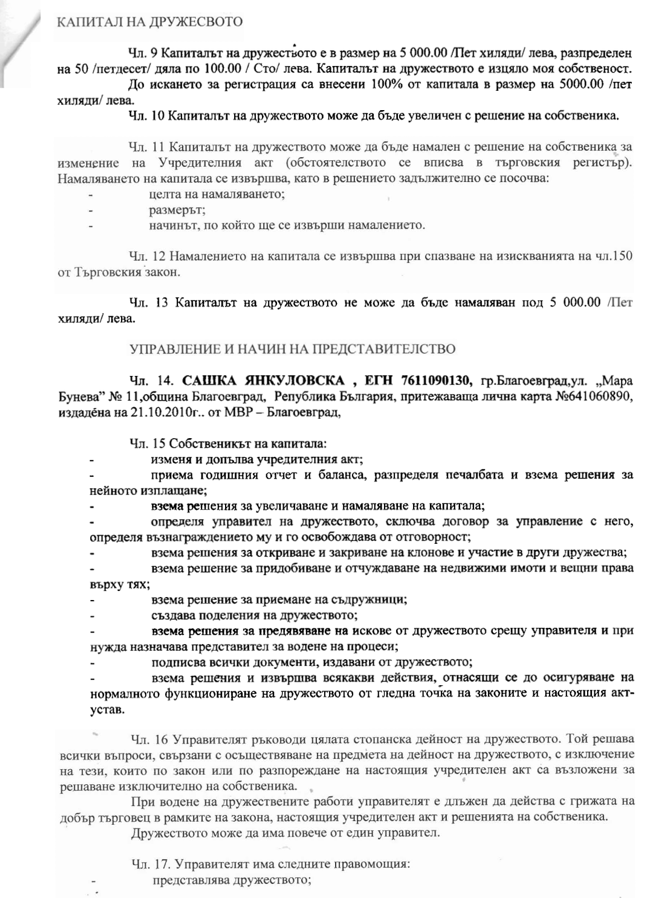 КАПИТАЛ НА ДРУЖЕСВОТО
Чл. 9 Капиталът на дружеството е в размер на 5 000.00 /Пет хиляди/ лева, разпределен
на 50 /петдесет/ дяла по 100.00 / Сто/ лева. Капиталът на дружеството е изцяло моя собственост.
До искането за регистрация са внесени 100% от капитала в размер на 5000.00 /пет
хиляди/ лева.
Чл. 10 Капиталът на дружеството може да бъде увеличен с решение на собственика.
Чл. 11 Капиталът на дружеството може да бъде намален с решение на собственика за
изменение на Учредителния акт (обстоятелството се вписва в търговския регистър).
Намаляването на капитала се извършва, като в решението задължително се посочва:
- целта на намаляването;
- размерът;
- начинът, по който ще се извърши намалението.
Чл. 12 Намалението на капитала се извършва при спазване на изискванията на чл.150
от Търговския закон.
Чл. 13 Капиталът на дружеството не може да бъде намаляван под 5 000.00 /Пет
хиляди/ лева.
УПРАВЛЕНИЕ И НАЧИН НА ПРЕДСТАВИТЕЛСТВО
Чл. 14. САШКА ЯНКУЛОВСКА , ЕГН 7611090130, гр.Благоевград,ул. „Мара
Бунева” № 11,община Благоевград, Република България, притежаваща лична карта №641060890,
издадена на 21.10.2010г.. от МВР – Благоевград,
Чл. 15 Собственикът на капитала:
- изменя и допълва учредителния акт;
- приема годишния отчет и баланса, разпределя печалбата и взема решения за
нейното изплащане;
- взема решения за увеличаване и намаляване на капитала;
- определя управител на дружеството, сключва договор за управление с него,
определя възнаграждението му и го освобождава от отговорност;
- взема решения за откриване и закриване на клонове и участие в други дружества;
- взема решение за придобиване и отчуждаване на недвижими имоти и вещни права
върху тях;
- взема решение за приемане на съдружници;
- създава поделения на дружеството;
- взема решения за предявяване на искове от дружеството срещу управителя и при
нужда назначава представител за водене на процеси;
- подписва всички документи, издавани от дружеството;
- взема решения и извършва всякакви действия, отнасящи се до осигуряване на
нормалното функциониране на дружеството от гледна точка на законите и настоящия акт-
устав.
Чл. 16 Управителят ръководи цялата стопанска дейност на дружеството. Той решава
всички въпроси, свързани с осъществяване на предмета на дейност на дружеството, с изключение
на тези, които по закон или по разпореждане на настоящия учредителен акт са възложени за
решаване изключително на собственика.
При водене на дружествените работи управителят е длъжен да действа с грижата на
добър търговец в рамките на закона, настоящия учредителен акт и решенията на собственика.
Дружеството може да има повече от един управител.
Чл. 17. Управителят има следните правомощия:
- представлява дружеството;